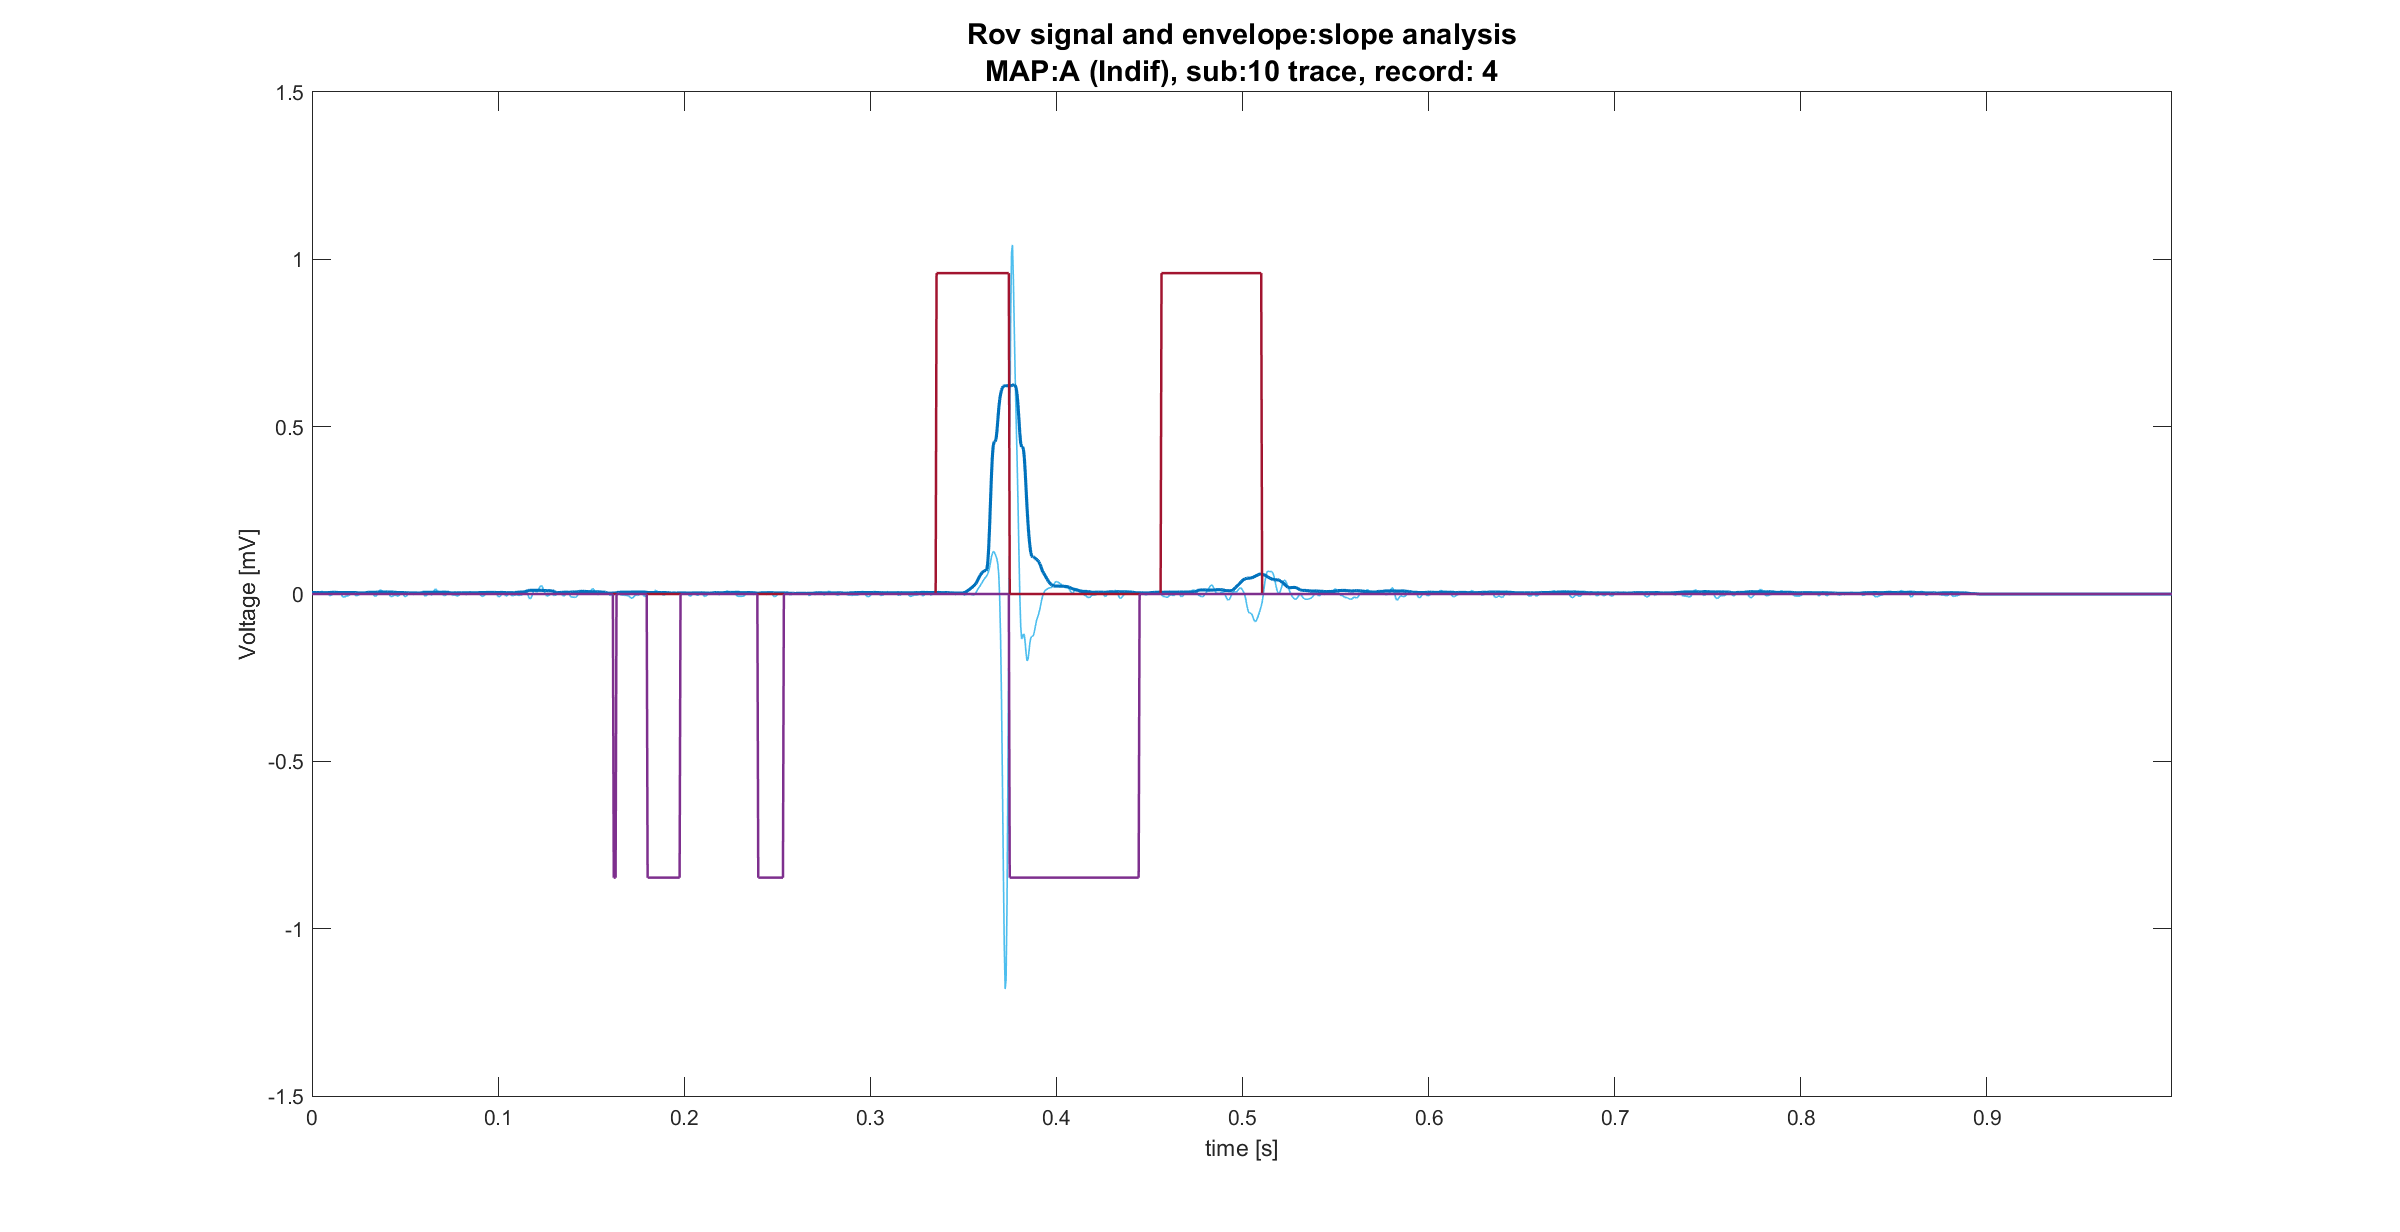 Rov signal and envelope:slope analysis
MAP:A (Indif), sub:10 trace, record: 4
1.5
1
0.5
0
-0.5
-1
-1.5
Voltage [mV]
0 0.1 0.2 0.3 0.4 0.5 0.6 0.7 0.8 0.9
time [s]